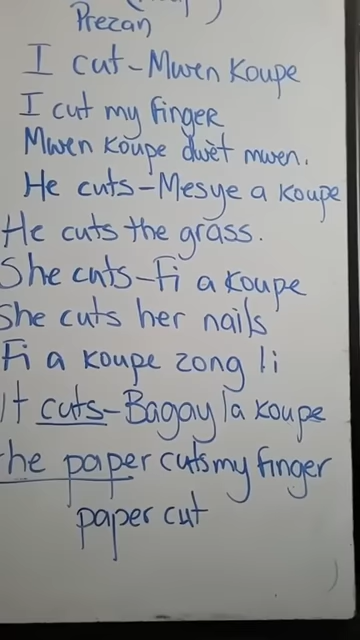 Prezan
I cut-Mwen Koupe
I cut my finger
Mwen koupe dwèt mwen.
He cuts-Mesye a koupe
He cuts the grass.
She cuts-Fi a koupe
She cuts her nails
Fi a koupe zong li
It cuts-Bagay la koupe
he paper cuts my finger
paper cut